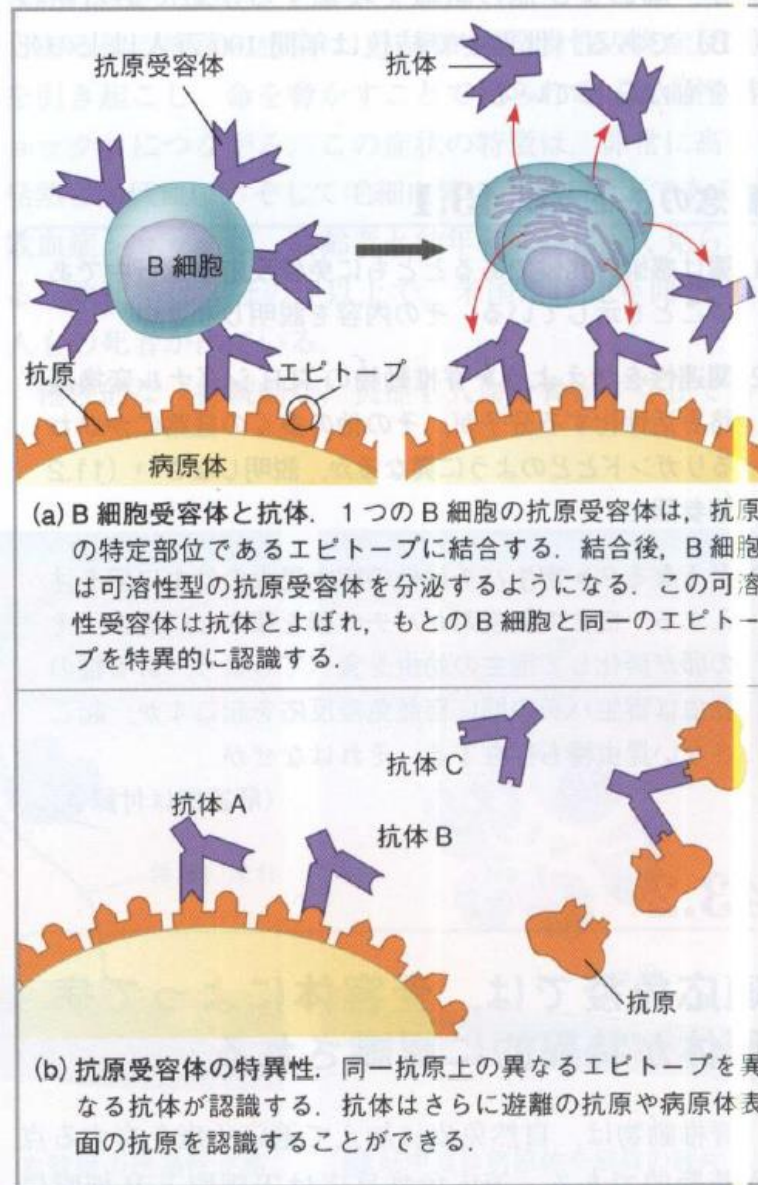 抗原受容体
抗体
B 細胞
抗原
エピトープ
病原体
(a) B 細胞受容体と抗体. 1つのB細胞の抗原受容体は,抗原
の特定部位であるエピトープに結合する.結合後,B細胞
は可溶性型の抗原受容体を分泌するようになる.この可溶
性受容体は抗体とよばれ,もとのB細胞と同一のエピトー
プを特異的に認識する.
抗体 C
抗体 A
抗体 B
抗原
(b) 抗原受容体の特異性. 同一抗原上の異なるエピトープを異
なる抗体が認識する.抗体はさらに遊離の抗原や病原体表
面の抗原を認識することができる.